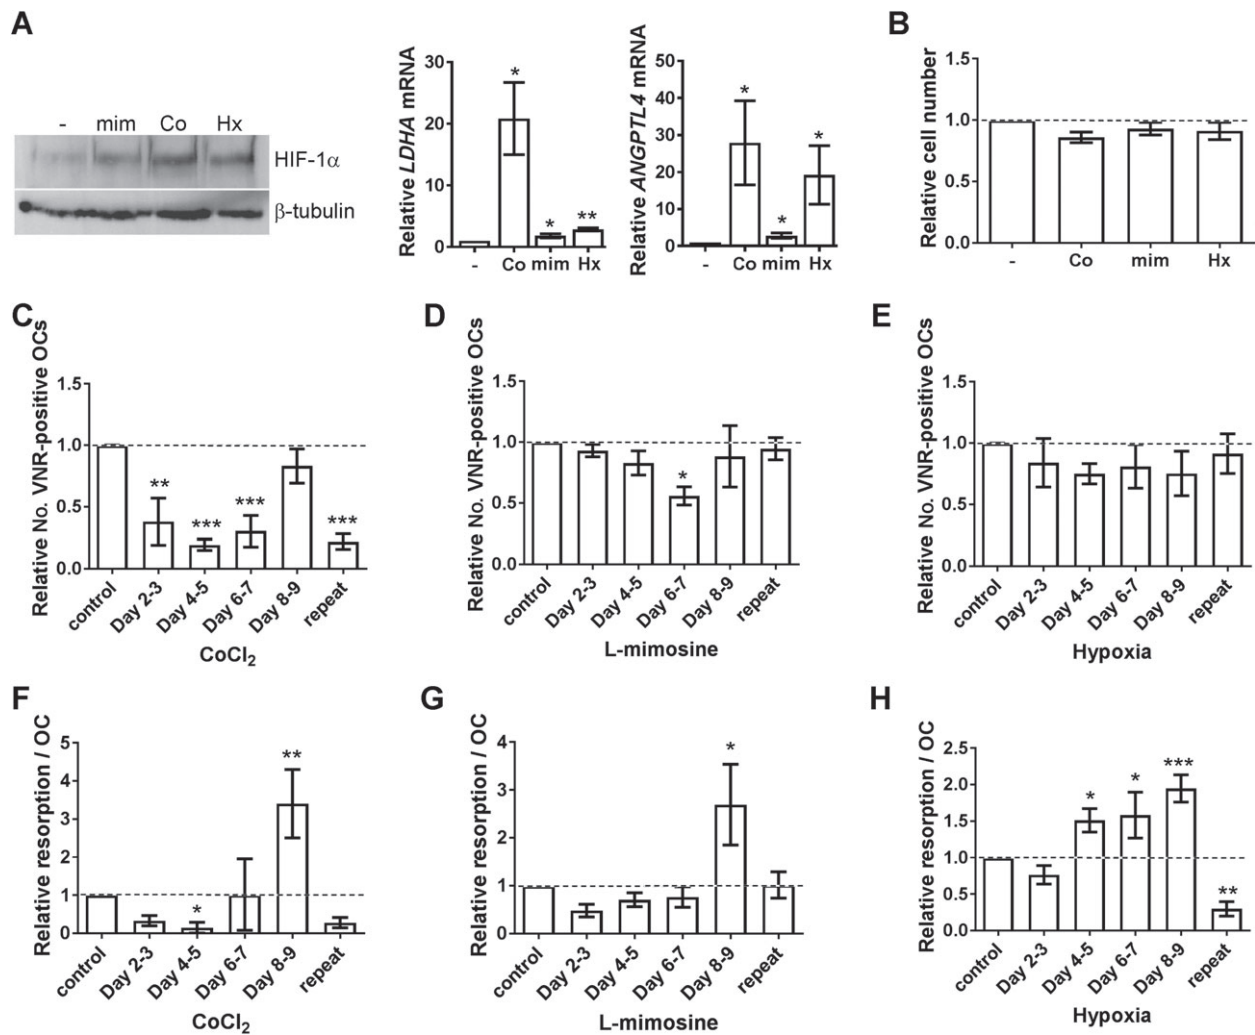 A
- mim Co Hx
HIF-1α
β-tubulin
Relative LDHA mRNA
30
20
10
0
*
*
**
- Co mim Hx
Relative ANGPTL4 mRNA
50
40
30
20
10
0
*
*
*
- Co mim Hx
B
Relative cell number
1.5
1.0
0.5
0.0
- Co mim Hx
C
Relative No. VNR-positive OCs
1.5
1.0
0.5
0.0
**
***
***
***
control Day 2-3 Day 4-5 Day 6-7 Day 8-9 repeat
CoCl₂
D
Relative No. VNR-positive OCs
1.5
1.0
0.5
0.0
*
control Day 2-3 Day 4-5 Day 6-7 Day 8-9 repeat
L-mimosine
E
Relative No. VNR-positive OCs
1.5
1.0
0.5
0.0
control Day 2-3 Day 4-5 Day 6-7 Day 8-9 repeat
Hypoxia
F
Relative resorption / OC
5
4
3
2
1
0
*
**
control Day 2-3 Day 4-5 Day 6-7 Day 8-9 repeat
CoCl₂
G
Relative resorption / OC
4
3
2
1
0
*
control Day 2-3 Day 4-5 Day 6-7 Day 8-9 repeat
L-mimosine
H
Relative resorption / OC
2.5
2.0
1.5
1.0
0.5
0.0
*
*
***
**
control Day 2-3 Day 4-5 Day 6-7 Day 8-9 repeat
Hypoxia